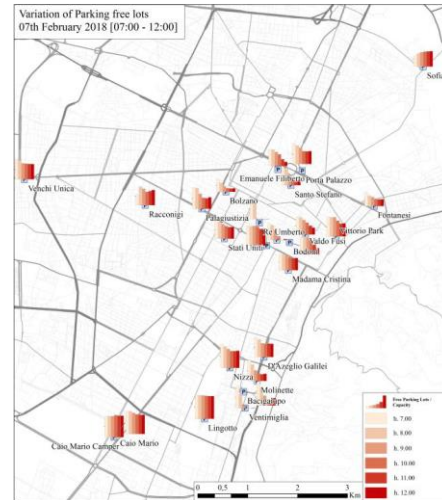 Variation of Parking free lots
07th February 2018 [07:00 - 12:00]
Sofia
Emanuele Filiberto
Porta Palazzo
Venchi Unica
Bolzano
Santo Stefano
Racconigi
Palagiustizia
Fontanesi
Re Umberto
Vittorio Park
Stati Uniti
Valdo Fusi
Bodoni
Madama Cristina
D'Azeglio Galilei
Nizza
Molinette
Bacigalupo
Ventimiglia
Lingotto
Caio Mario Camper
Caio Mario
Free Parking Lots /
Capacity
h. 7.00
h. 8.00
h. 9.00
h. 10.00
h. 11.00
h. 12.00
0 0,5 1 2 3
Km